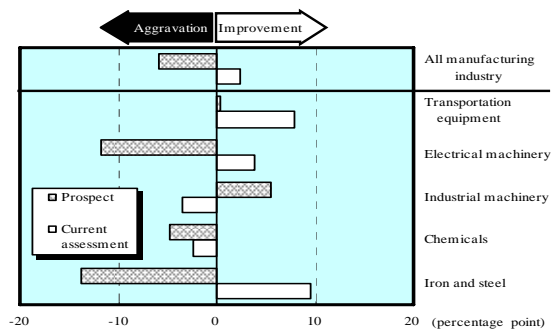 Aggravation Improvement
All manufacturing
industry
Transportation
equipment
Electrical machinery
Industrial machinery
Chemicals
Iron and steel
Prospect
Current
assessment
-20 -10 0 10 20 (percentage point)